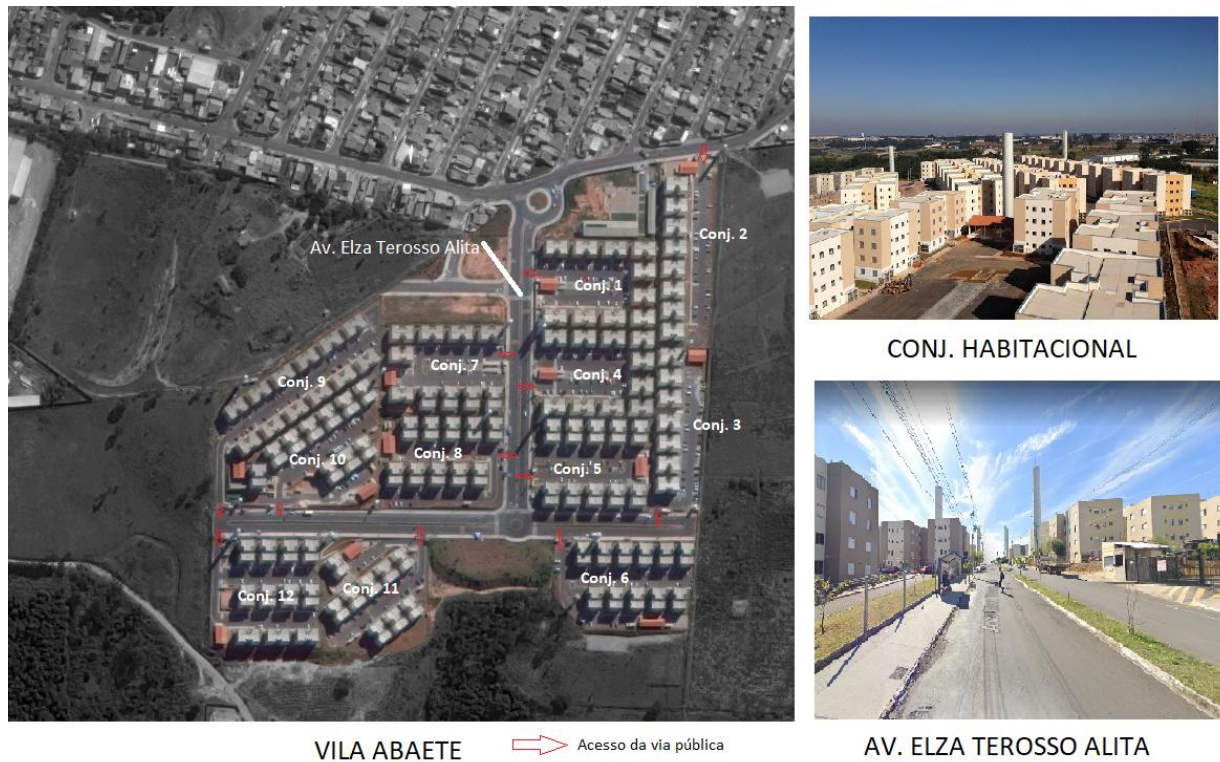 Conj. 2
Av. Elza Terosso Alita
Conj. 1
Conj. 7
Conj. 4
Conj. 9
Conj. 3
Conj. 10
Conj. 8
Conj. 5
Conj. 6
Conj. 11
Conj. 12
VILA ABAETE
Acesso da via pública
CONJ. HABITACIONAL
AV. ELZA TEROSSO ALITA